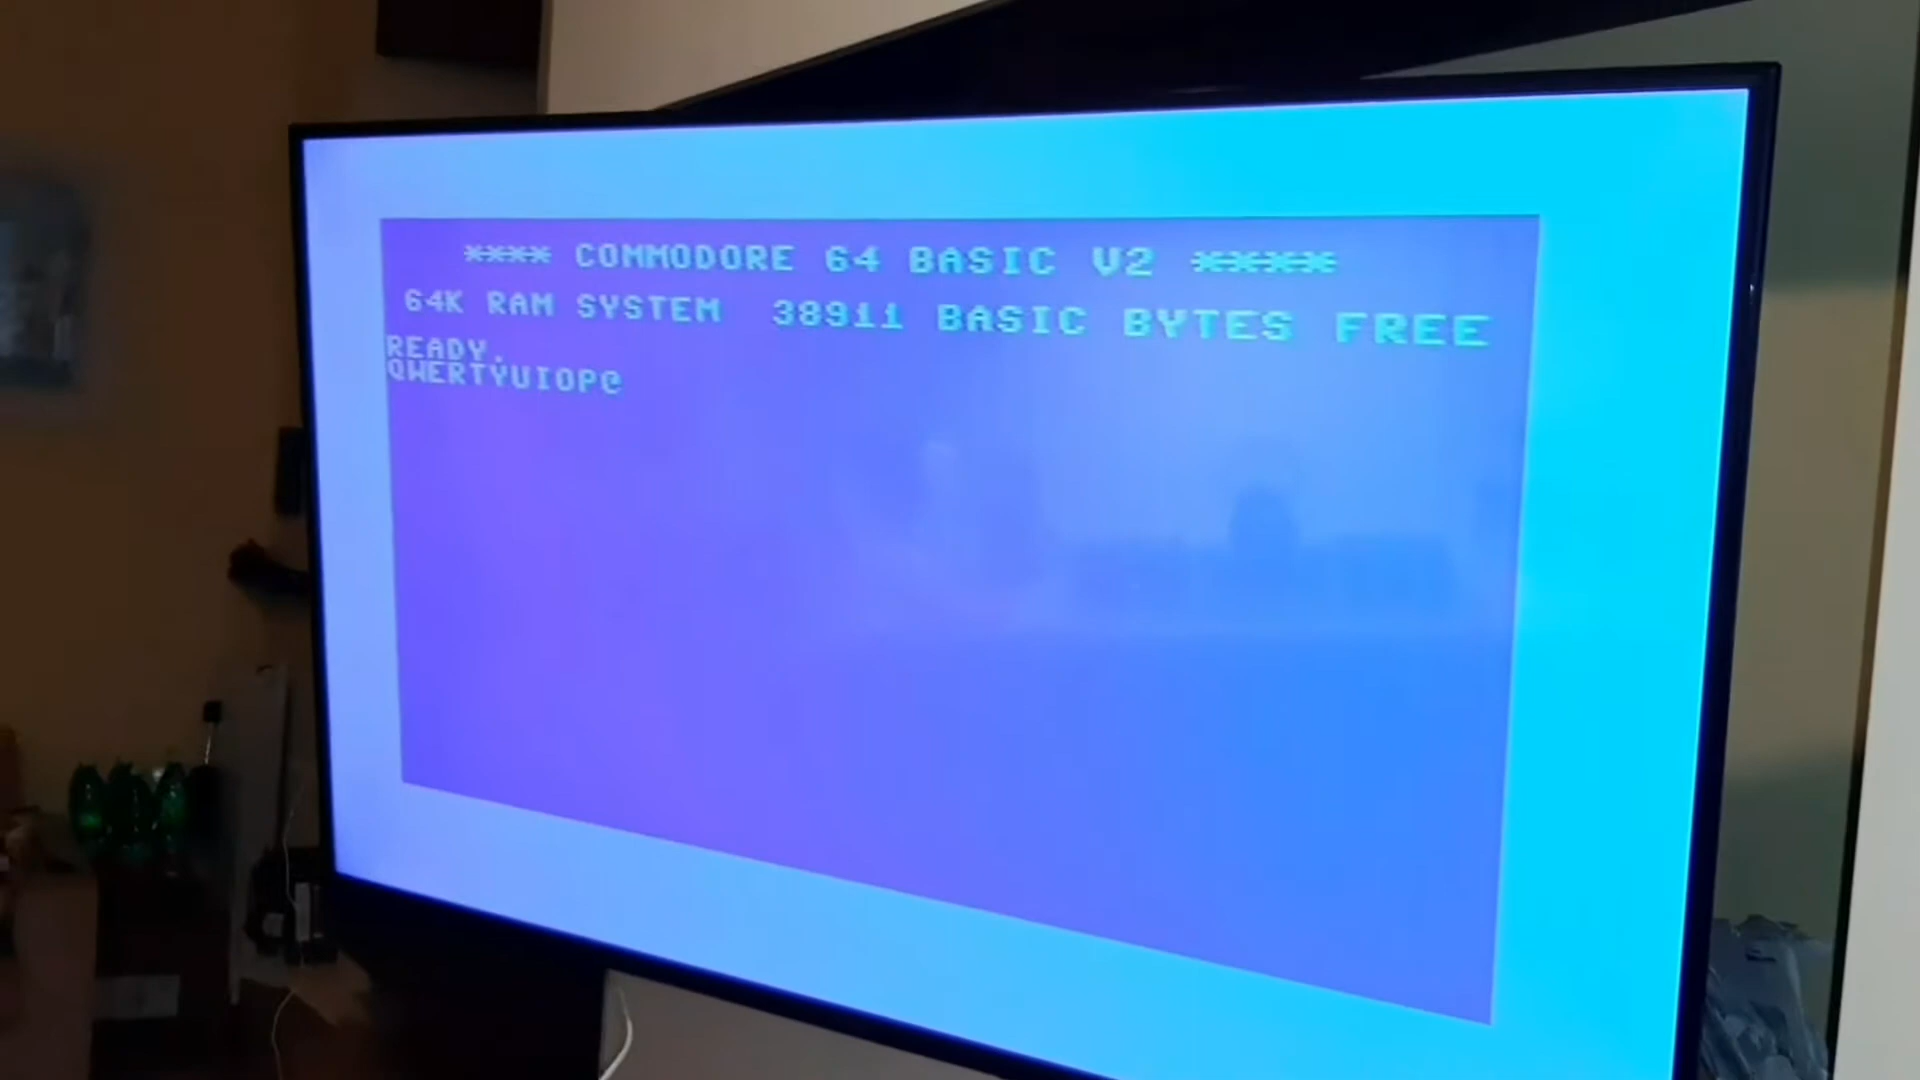 **** COMMODORE 64 BASIC V2 ****
64K RAM SYSTEM  38911 BASIC BYTES FREE
READY.
QWERTYUIOP@